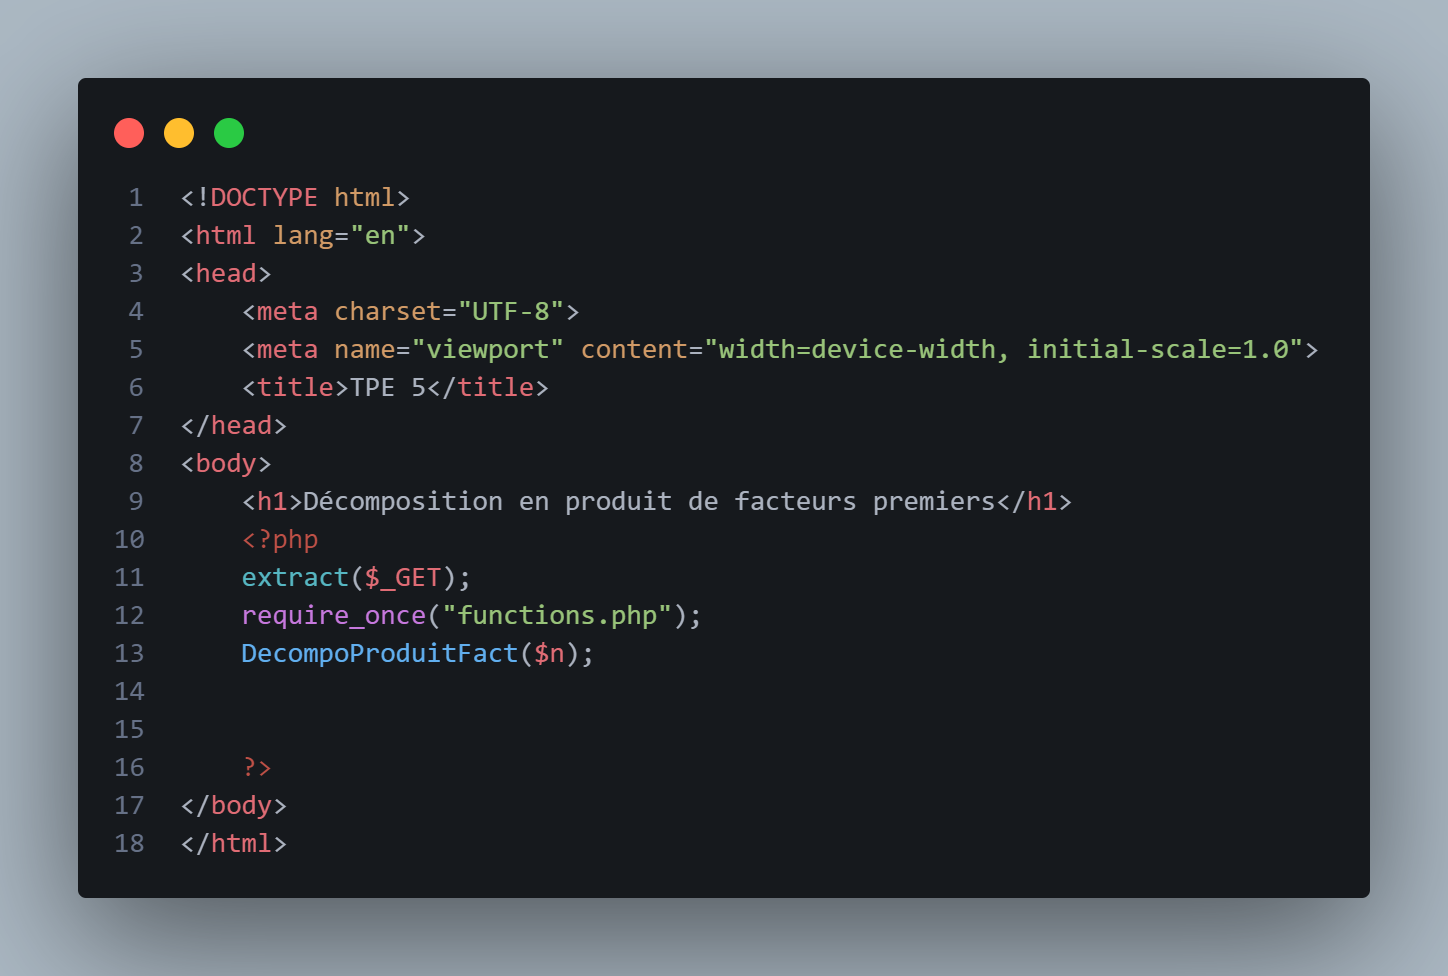 1 <!DOCTYPE html>
2 <html lang="en">
3 <head>
4     <meta charset="UTF-8">
5     <meta name="viewport" content="width=device-width, initial-scale=1.0">
6     <title>TPE 5</title>
7 </head>
8 <body>
9     <h1>Décomposition en produit de facteurs premiers</h1>
10     <?php
11     extract($_GET);
12     require_once("functions.php");
13     DecompoProduitFact($n);
14
15
16     ?>
17 </body>
18 </html>